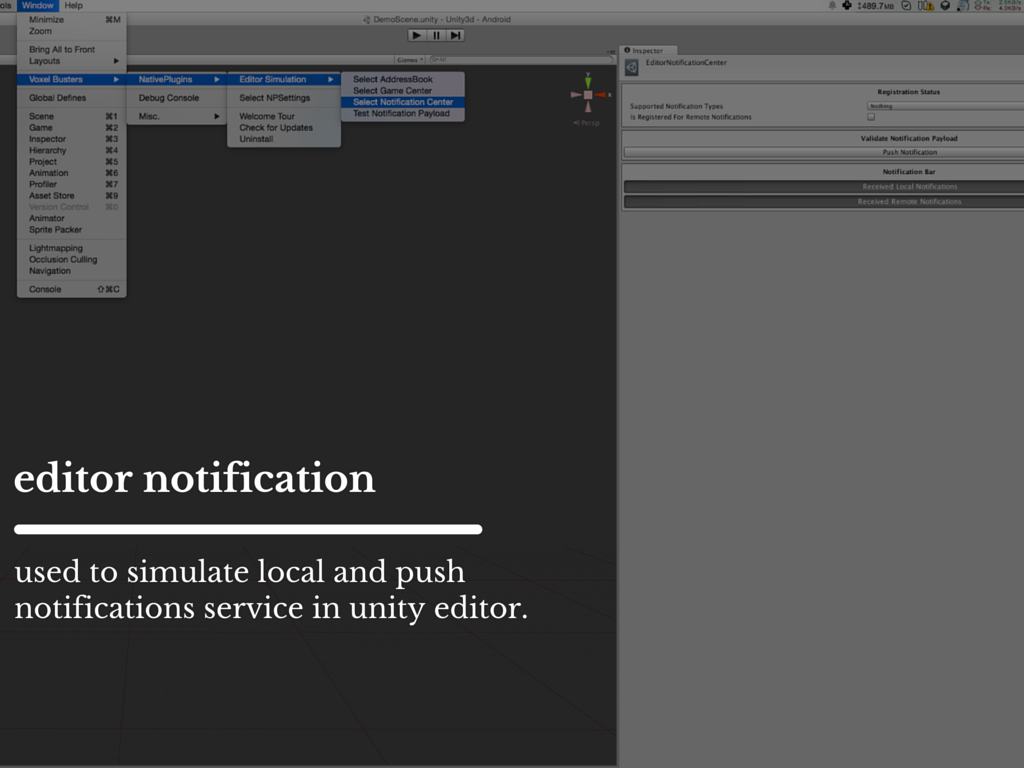 ols Window Help
489.7MB
DemoScene.unity - Unity3d - Android
Minimize ⌘M
Zoom
Bring All to Front
Layouts
Voxel Busters
Global Defines
Scene ⌘1
Game ⌘2
Inspector ⌘3
Hierarchy ⌘4
Project ⌘5
Animation ⌘6
Profiler ⌘7
Asset Store ⌘9
Version Control ⌘0
Animator
Sprite Packer
Lightmapping
Occlusion Culling
Navigation
Console ⇧⌘C
NativePlugins
Debug Console
Misc.
Editor Simulation
Select NPSettings
Welcome Tour
Check for Updates
Uninstall
Select AddressBook
Select Game Center
Select Notification Center
Test Notification Payload
Gizmos
y
x
Persp
Inspector
EditorNotificationCenter
Registration Status
Supported Notification Types Nothing
Is Registered For Remote Notifications
Validate Notification Payload
Push Notification
Notification Bar
Received Local Notifications
Received Remote Notifications
editor notification
used to simulate local and push
notifications service in unity editor.